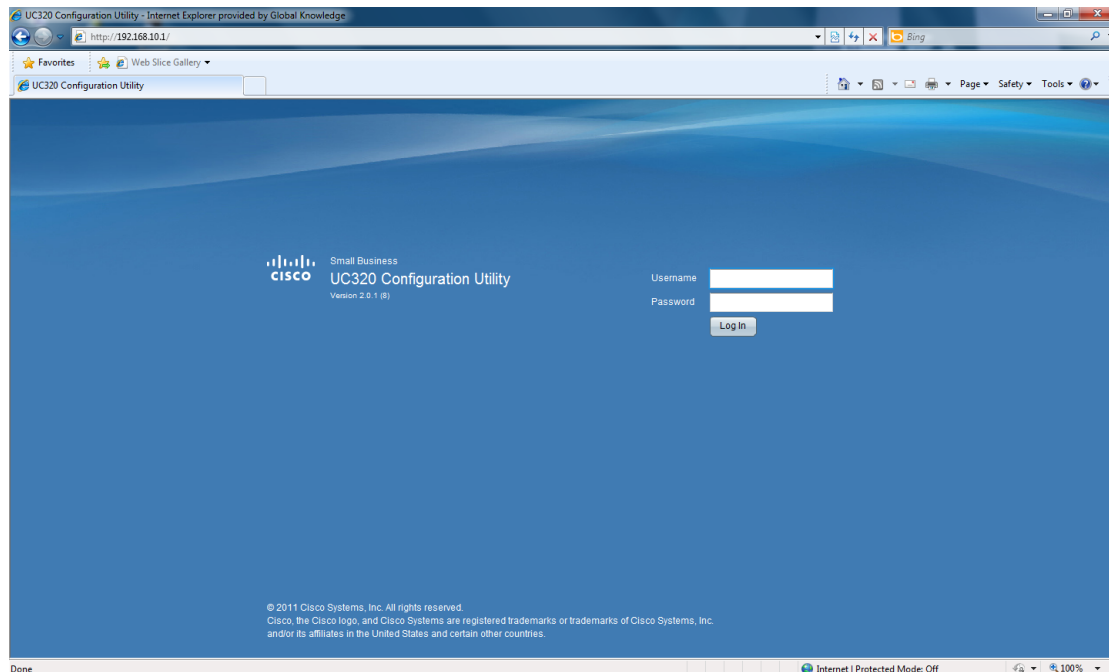 UC320 Configuration Utility - Internet Explorer provided by Global Knowledge
http://192.168.10.1/
Bing
Favorites
Web Slice Gallery
UC320 Configuration Utility
Page
Safety
Tools
CISCO
Small Business
UC320 Configuration Utility
Version 2.0.1 (8)
Username
Password
Log In
© 2011 Cisco Systems, Inc. All rights reserved.
Cisco, the Cisco logo, and Cisco Systems are registered trademarks or trademarks of Cisco Systems, Inc.
and/or its affiliates in the United States and certain other countries.
Done
Internet | Protected Mode: Off
100%